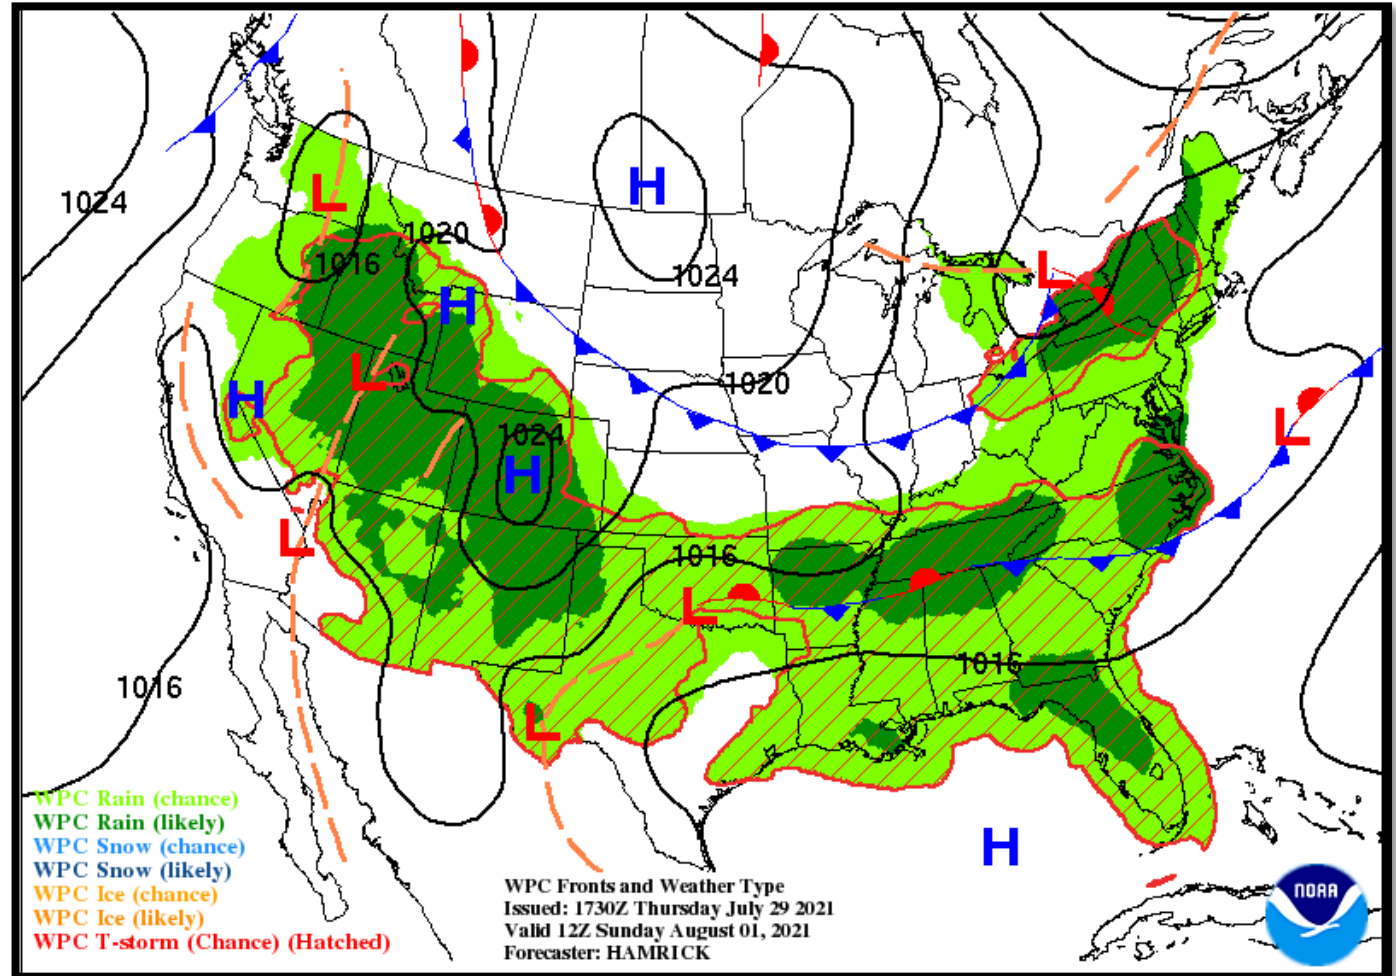 1024
L
H
1020
1016
1024
H
L
L
1020
H
1024
L
H
1016
L
L
1016
1016
L
H
WPC Rain (chance)
WPC Rain (likely)
WPC Snow (chance)
WPC Snow (likely)
WPC Ice (chance)
WPC Ice (likely)
WPC T-storm (Chance) (Hatched)
WPC Fronts and Weather Type
Issued: 1730Z Thursday July 29 2021
Valid 12Z Sunday August 01, 2021
Forecaster: HAMRICK
NOAA